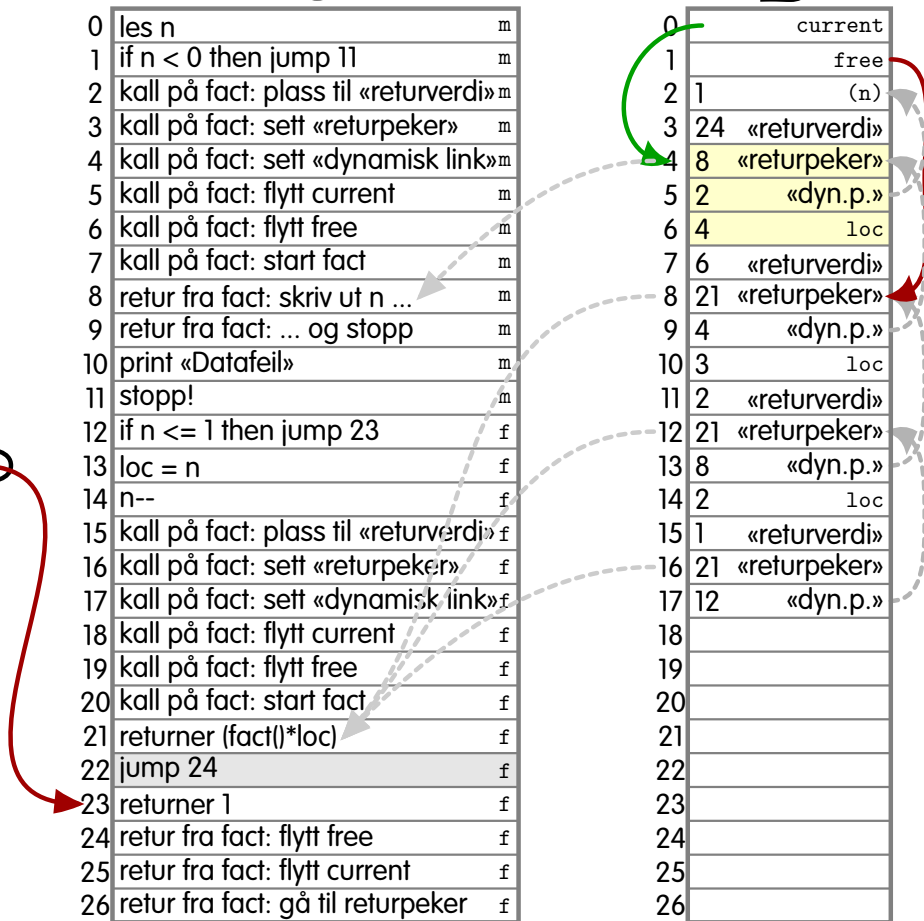 0 les n m
1 if n < 0 then jump 11 m
2 kall på fact: plass til «returverdi» m
3 kall på fact: sett «returpeker» m
4 kall på fact: sett «dynamisk link» m
5 kall på fact: flytt current m
6 kall på fact: flytt free m
7 kall på fact: start fact m
8 retur fra fact: skriv ut n ... m
9 retur fra fact: ... og stopp m
10 print «Datafeil» m
11 stopp! m
12 if n <= 1 then jump 23 f
13 loc = n f
14 n-- f
15 kall på fact: plass til «returverdi» f
16 kall på fact: sett «returpeker» f
17 kall på fact: sett «dynamisk link» f
18 kall på fact: flytt current f
19 kall på fact: flytt free f
20 kall på fact: start fact f
21 returner (fact()*loc) f
22 jump 24 f
23 returner 1 f
24 retur fra fact: flytt free f
25 retur fra fact: flytt current f
26 retur fra fact: gå til returpeker f
0 current
1 free
2 1 (n)
3 24 «returverdi»
4 8 «returpeker»
5 2 «dyn.p.»
6 4 loc
7 6 «returverdi»
8 21 «returpeker»
9 4 «dyn.p.»
10 3 loc
11 2 «returverdi»
12 21 «returpeker»
13 8 «dyn.p.»
14 2 loc
15 1 «returverdi»
16 21 «returpeker»
17 12 «dyn.p.»
18
19
20
21
22
23
24
25
26